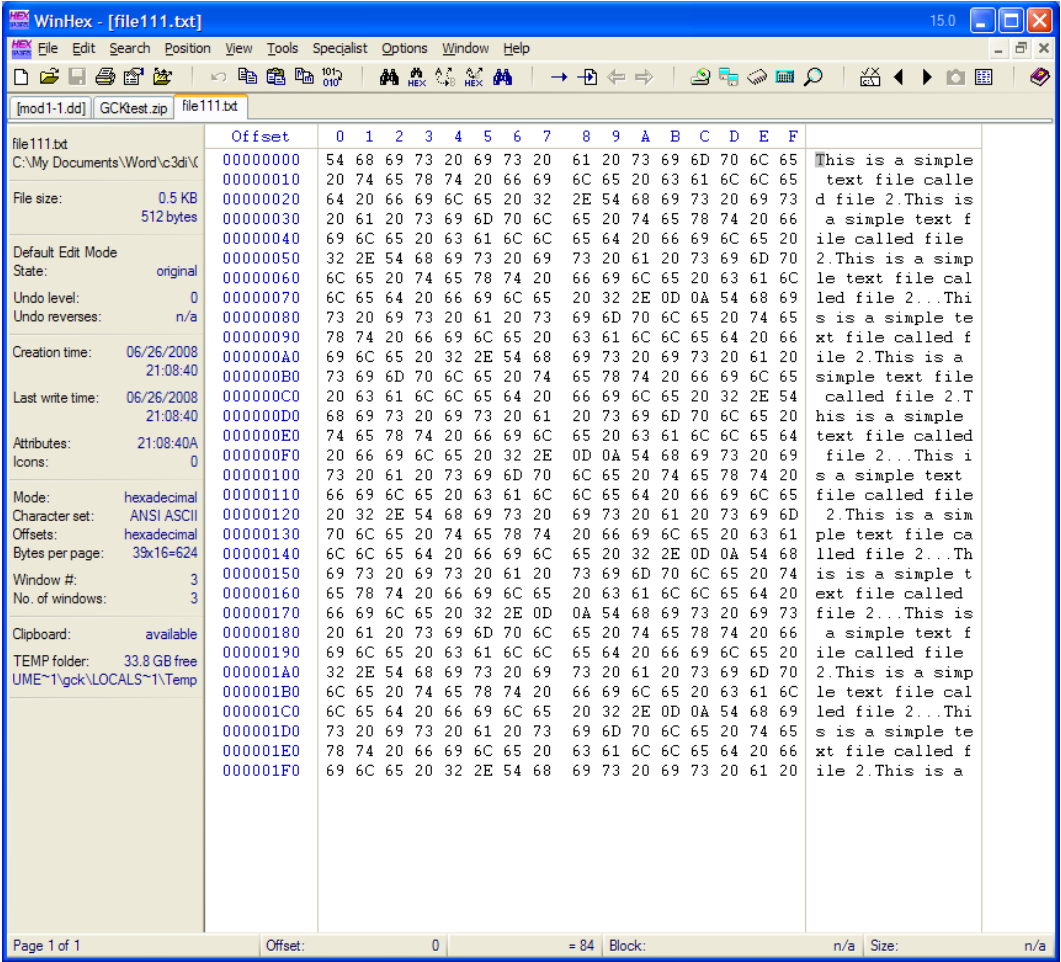 WinHex - [file111.txt] 15.0
File Edit Search Position View Tools Specialist Options Window Help
[mod1-1.dd] GCKtest.zip file111.txt
file111.txt
C:\My Documents\Word\c3di\(
File size: 0.5 KB
512 bytes
Default Edit Mode
State: original
Undo level: 0
Undo reverses: n/a
Creation time: 06/26/2008
21:08:40
Last write time: 06/26/2008
21:08:40
Attributes: 21:08:40A
Icons: 0
Mode: hexadecimal
Character set: ANSI ASCII
Offsets: hexadecimal
Bytes per page: 39x16=624
Window #: 3
No. of windows: 3
Clipboard: available
TEMP folder: 33.8 GB free
UME~1\gck\LOCALS~1\Temp
Offset 0 1 2 3 4 5 6 7 8 9 A B C D E F
00000000 54 68 69 73 20 69 73 20 61 20 73 69 6D 70 6C 65 This is a simple
00000010 20 74 65 78 74 20 66 69 6C 65 20 63 61 6C 6C 65 text file calle
00000020 64 20 66 69 6C 65 20 32 2E 54 68 69 73 20 69 73 d file 2.This is
00000030 20 61 20 73 69 6D 70 6C 65 20 74 65 78 74 20 66 a simple text f
00000040 69 6C 65 20 63 61 6C 6C 65 64 20 66 69 6C 65 20 ile called file
00000050 32 2E 54 68 69 73 20 69 73 20 61 20 73 69 6D 70 2.This is a simp
00000060 6C 65 20 74 65 78 74 20 66 69 6C 65 20 63 61 6C le text file cal
00000070 6C 65 64 20 66 69 6C 65 20 32 2E 0D 0A 54 68 69 led file 2...Thi
00000080 73 20 69 73 20 61 20 73 69 6D 70 6C 65 20 74 65 s is a simple te
00000090 78 74 20 66 69 6C 65 20 63 61 6C 6C 65 64 20 66 xt file called f
000000A0 69 6C 65 20 32 2E 54 68 69 73 20 69 73 20 61 20 ile 2.This is a
000000B0 73 69 6D 70 6C 65 20 74 65 78 74 20 66 69 6C 65 simple text file
000000C0 20 63 61 6C 6C 65 64 20 66 69 6C 65 20 32 2E 54 called file 2.T
000000D0 68 69 73 20 69 73 20 61 20 73 69 6D 70 6C 65 20 his is a simple
000000E0 74 65 78 74 20 66 69 6C 65 20 63 61 6C 6C 65 64 text file called
000000F0 20 66 69 6C 65 20 32 2E 0D 0A 54 68 69 73 20 69 file 2...This i
00000100 73 20 61 20 73 69 6D 70 6C 65 20 74 65 78 74 20 s a simple text
00000110 66 69 6C 65 20 63 61 6C 6C 65 64 20 66 69 6C 65 file called file
00000120 20 32 2E 54 68 69 73 20 69 73 20 61 20 73 69 6D 2.This is a sim
00000130 70 6C 65 20 74 65 78 74 20 66 69 6C 65 20 63 61 ple text file ca
00000140 6C 6C 65 64 20 66 69 6C 65 20 32 2E 0D 0A 54 68 lled file 2...Th
00000150 69 73 20 69 73 20 61 20 73 69 6D 70 6C 65 20 74 is is a simple t
00000160 65 78 74 20 66 69 6C 65 20 63 61 6C 6C 65 64 20 ext file called
00000170 66 69 6C 65 20 32 2E 0D 0A 54 68 69 73 20 69 73 file 2...This is
00000180 20 61 20 73 69 6D 70 6C 65 20 74 65 78 74 20 66 a simple text f
00000190 69 6C 65 20 63 61 6C 6C 65 64 20 66 69 6C 65 20 ile called file
000001A0 32 2E 54 68 69 73 20 69 73 20 61 20 73 69 6D 70 2.This is a simp
000001B0 6C 65 20 74 65 78 74 20 66 69 6C 65 20 63 61 6C le text file cal
000001C0 6C 65 64 20 66 69 6C 65 20 32 2E 0D 0A 54 68 69 led file 2...Thi
000001D0 73 20 69 73 20 61 20 73 69 6D 70 6C 65 20 74 65 s is a simple te
000001E0 78 74 20 66 69 6C 65 20 63 61 6C 6C 65 64 20 66 xt file called f
000001F0 69 6C 65 20 32 2E 54 68 69 73 20 69 73 20 61 20 ile 2.This is a
Page 1 of 1 Offset: 0 = 84 Block: n/a Size: n/a